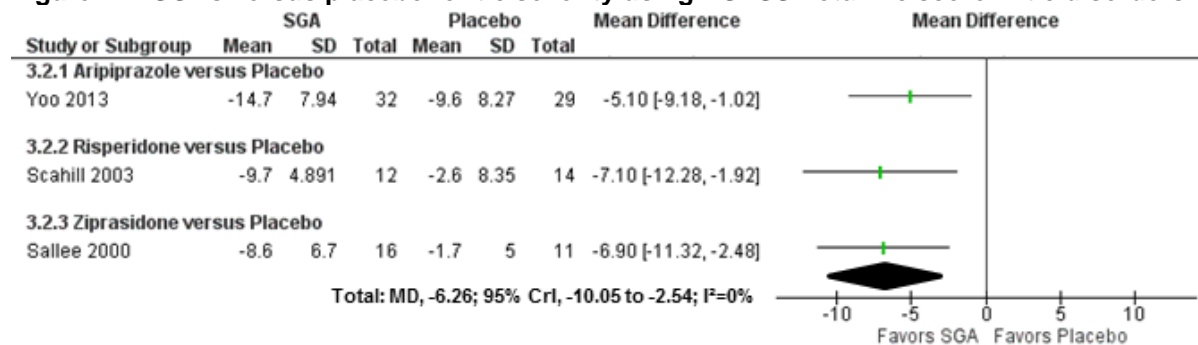 SGA Placebo Mean Difference Mean Difference
Study or Subgroup Mean SD Total Mean SD Total
3.2.1 Aripiprazole versus Placebo
Yoo 2013 -14.7 7.94 32 -9.6 8.27 29 -5.10 [-9.18, -1.02]
3.2.2 Risperidone versus Placebo
Scahill 2003 -9.7 4.891 12 -2.6 8.35 14 -7.10 [-12.28, -1.92]
3.2.3 Ziprasidone versus Placebo
Sallee 2000 -8.6 6.7 16 -1.7 5 11 -6.90 [-11.32, -2.48]
Total: MD, -6.26; 95% CrI, -10.05 to -2.54; I²=0%
-10 -5 0 5 10
Favors SGA Favors Placebo